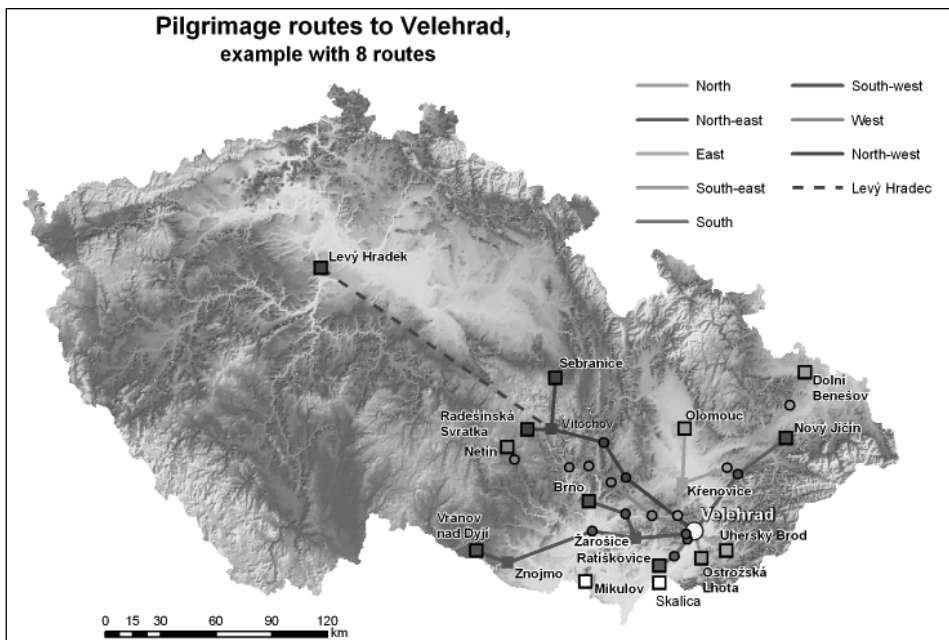 Pilgrimage routes to Velehrad,
example with 8 routes
North
North-east
East
South-east
South
South-west
West
North-west
Levý Hradec
Levý Hradek
Sebranice
Dolní
Benešov
Radešínská
Svratka
Vítochov
Olomouc
Nový Jičín
Netín
Brno
Křenovice
Vranov
nad Dyjí
Velehrad
Žarošice
Uherský Brod
Ratíškovice
Znojmo
Ostrožská
Lhota
Mikulov
Skalica
0 15 30 60 90 120
km